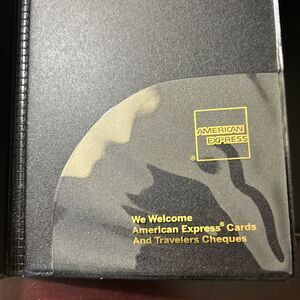 AMERICAN
EXPRESS
®
We Welcome
American Express® Cards
And Travelers Cheques